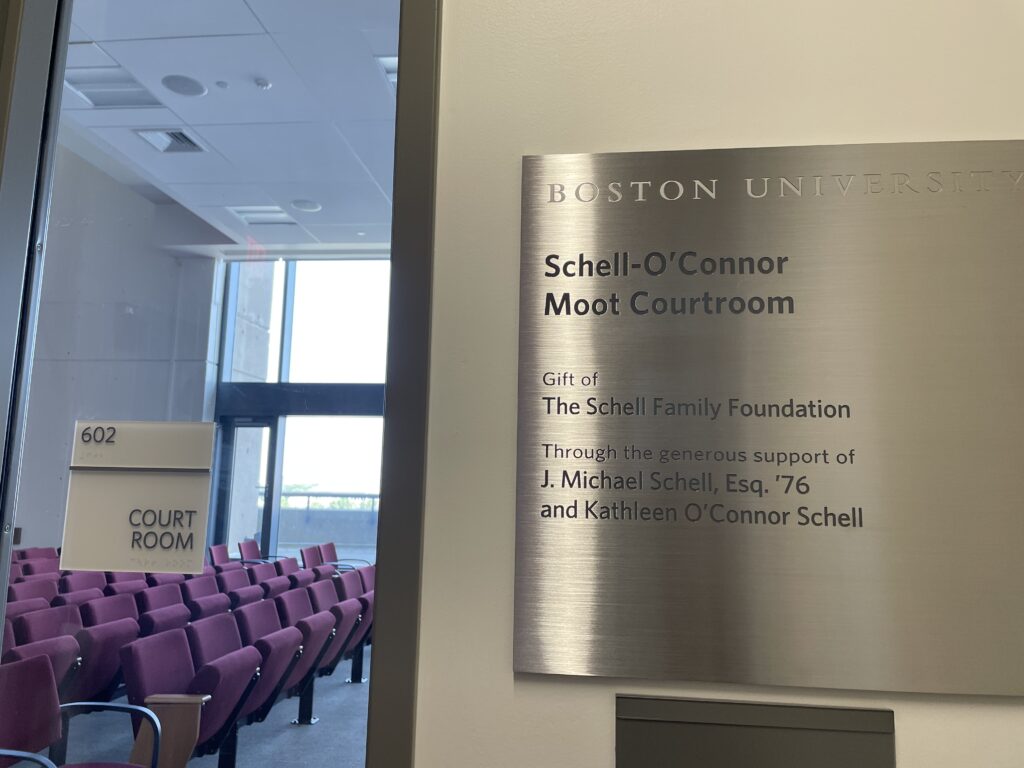 602
COURT
ROOM
BOSTON UNIVERSITY
Schell-O'Connor
Moot Courtroom
Gift of
The Schell Family Foundation
Through the generous support of
J. Michael Schell, Esq. '76
and Kathleen O'Connor Schell